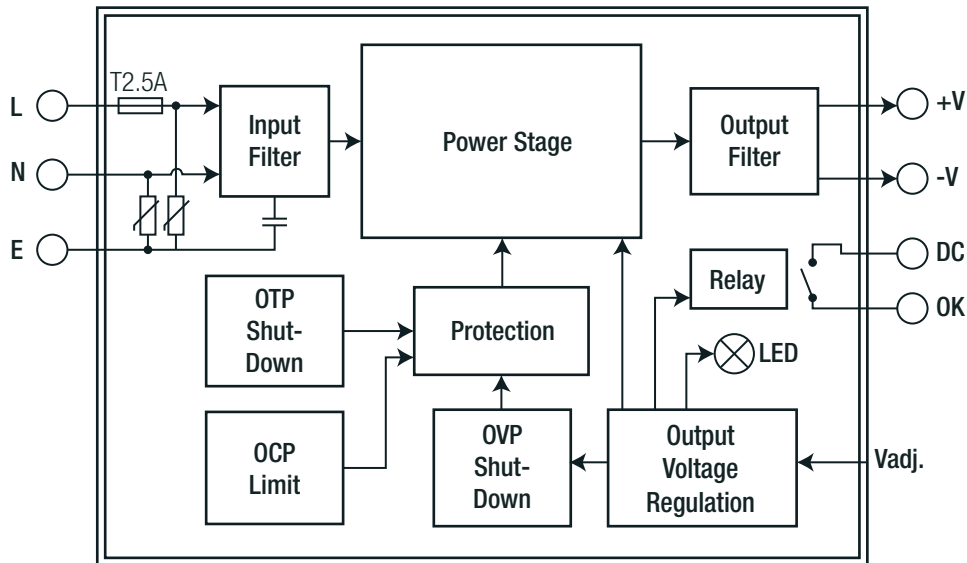 T2.5A
L
N
E
Input
Filter
Power Stage
Output
Filter
+V
-V
DC
OK
Relay
LED
OTP
Shut-
Down
Protection
OCP
Limit
OVP
Shut-
Down
Output
Voltage
Regulation
Vadj.